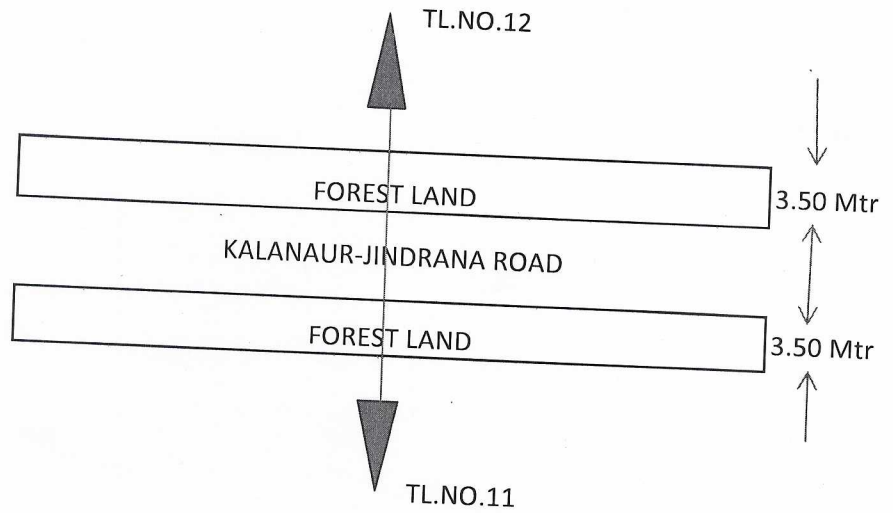 TL.NO.12
FOREST LAND
3.50 Mtr
KALANAUR-JINDRANA ROAD
FOREST LAND
3.50 Mtr
TL.NO.11